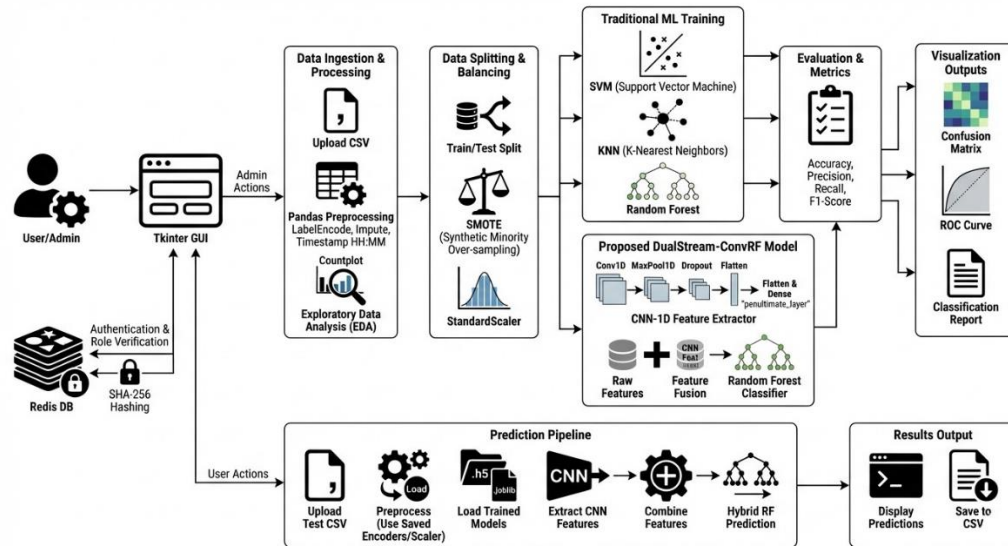 User/Admin
Tkinter GUI
Admin
Actions
Authentication &
Role Verification
SHA-256
Hashing
Redis DB
User Actions
Data Ingestion &
Processing
Upload CSV
Pandas Preprocessing
LabelEncode, Impute,
Timestamp HH:MM
Countplot
Exploratory Data
Analysis (EDA)
Data Splitting &
Balancing
Train/Test Split
SMOTE
(Synthetic Minority
Over-sampling)
StandardScaler
Traditional ML Training
SVM (Support Vector Machine)
KNN (K-Nearest Neighbors)
Random Forest
Proposed DualStream-ConvRF Model
Conv1D
MaxPool1D
Dropout
Flatten
Flatten &
Dense
"penultimate_layer"
CNN-1D Feature Extractor
CNN
Raw
Features
Feature
Fusion
Random Forest
Classifier
Evaluation &
Metrics
Accuracy,
Precision,
Recall,
F1-Score
Visualization
Outputs
Confusion
Matrix
ROC Curve
Classification
Report
Prediction Pipeline
Upload
Test CSV
Load
Preprocess
(Use Saved
Encoders/Scaler)
.h5
.joblib
Load Trained
Models
CNN
Extract CNN
Features
Combine
Features
Hybrid RF
Prediction
Results Output
Display
Predictions
Save to
CSV